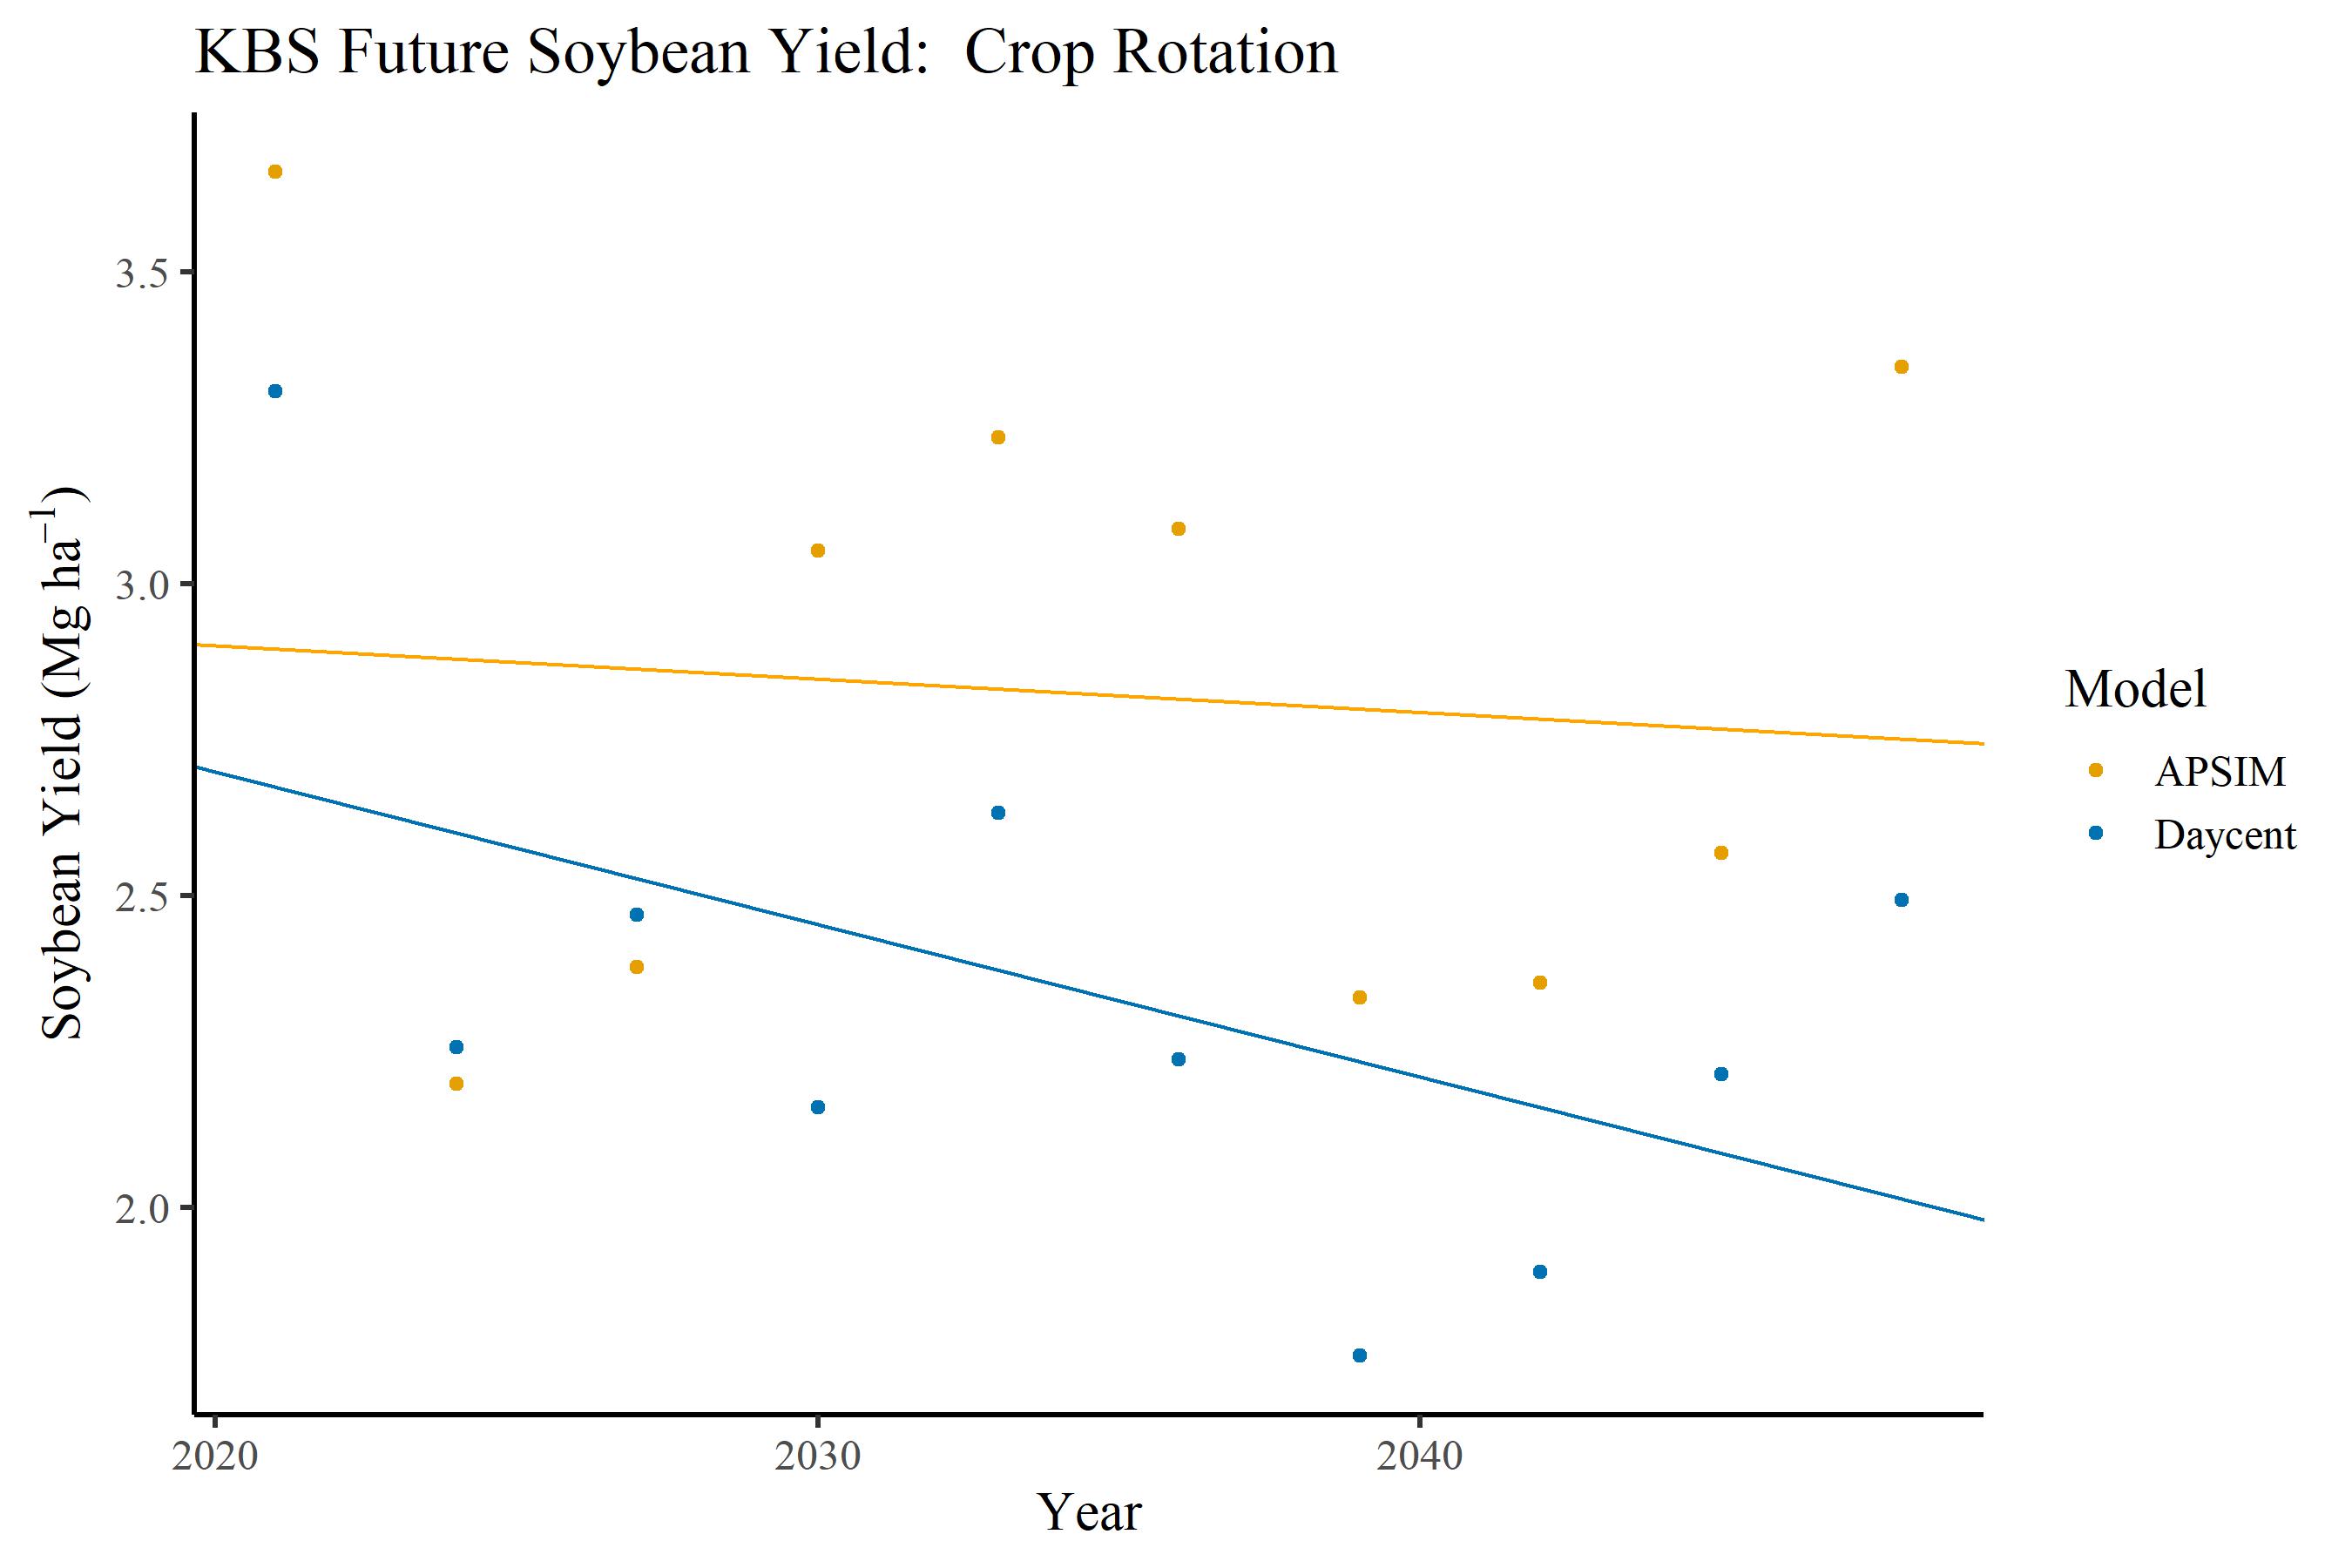 KBS Future Soybean Yield:  Crop Rotation
Soybean Yield (Mg ha⁻¹)
3.5
3.0
2.5
2.0
2020
2030
2040
Year
Model
APSIM
Daycent